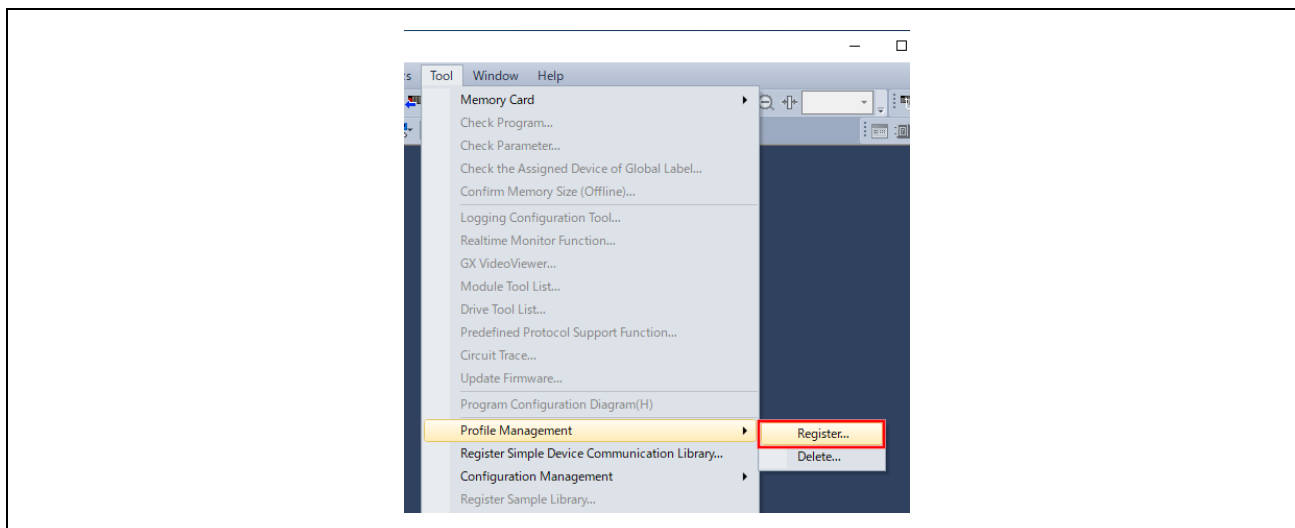 s Tool Window Help
Memory Card
Check Program...
Check Parameter...
Check the Assigned Device of Global Label...
Confirm Memory Size (Offline)...
Logging Configuration Tool...
Realtime Monitor Function...
GX VideoViewer...
Module Tool List...
Drive Tool List...
Predefined Protocol Support Function...
Circuit Trace...
Update Firmware...
Program Configuration Diagram(H)
Profile Management
Register...
Register Simple Device Communication Library...
Delete...
Configuration Management
Register Sample Library...